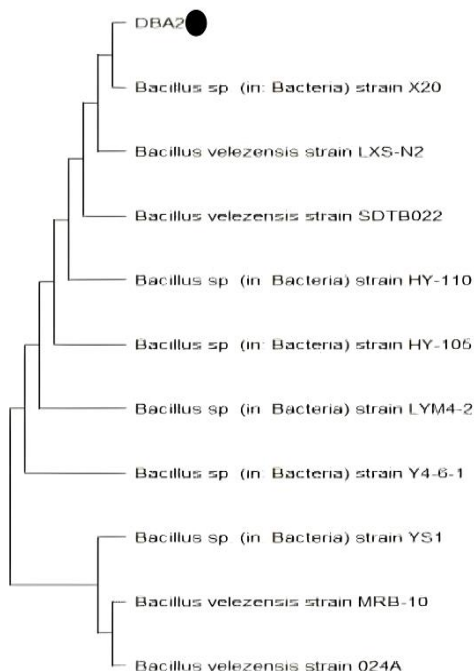 DBA2
Bacillus sp (in: Bacteria) strain X20
Bacillus velezensis strain LXS-N2
Bacillus velezensis strain SDTB022
Bacillus sp (in Bacteria) strain HY-110
Bacillus sp (in: Bacteria) strain HY-105
Bacillus sp (in Bacteria) strain LYM4-2
Bacillus sp (in Bacteria) strain Y4-6-1
Bacillus sp (in: Bacteria) strain YS1
Bacillus velezensis strain MRB-10
Bacillus velezensis strain 024A